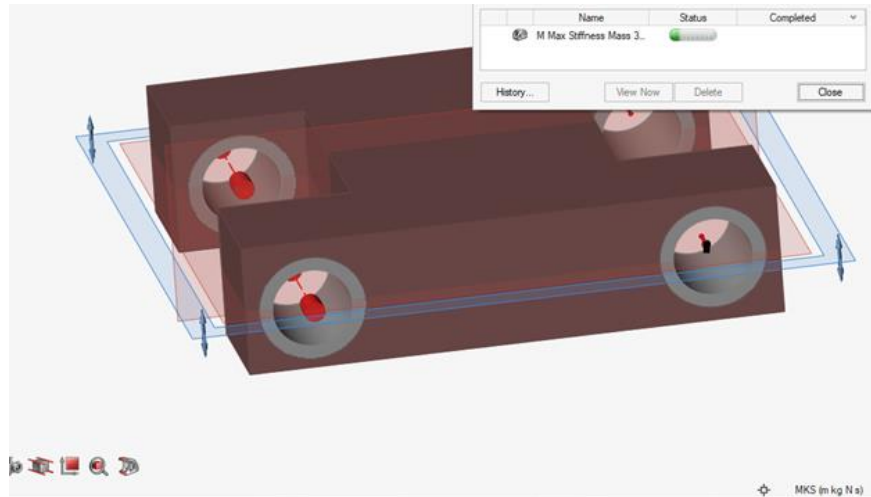 Name Status Completed
M Max Stiffness Mass 3...
History... View Now Delete Close
MKS (m kg N s)